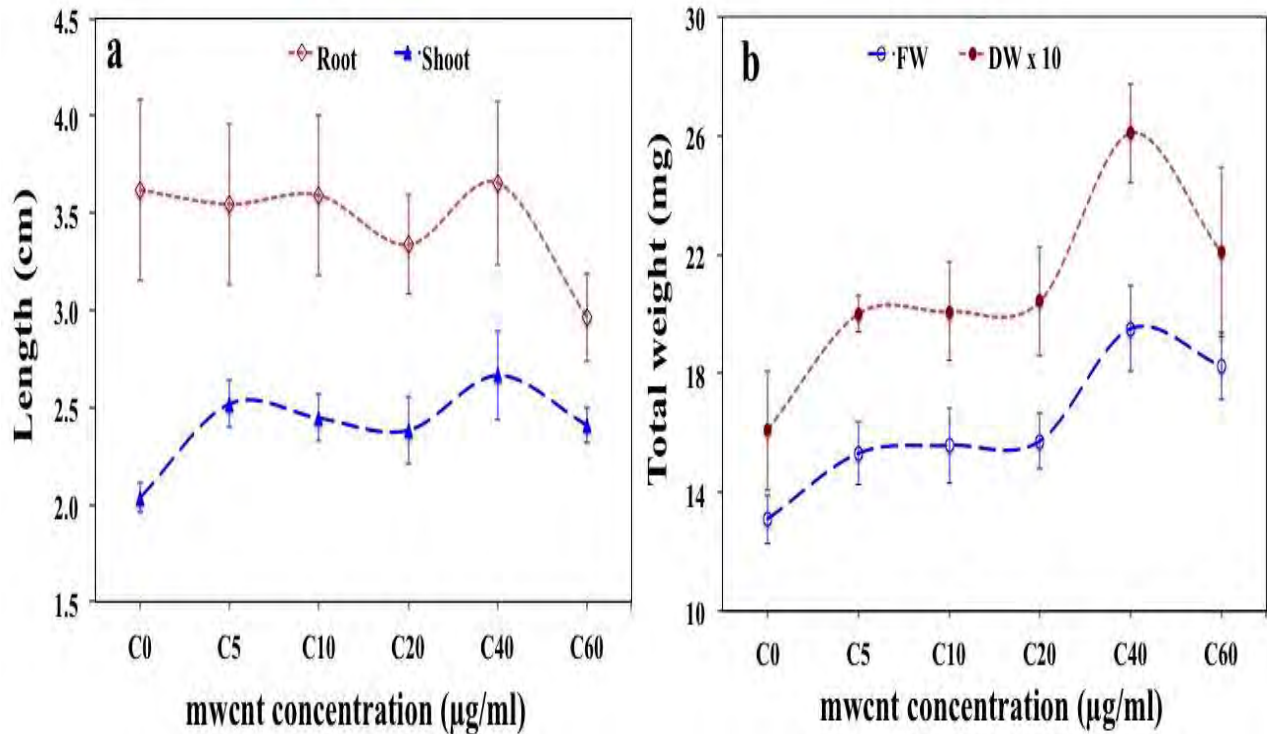 a
Root
Shoot
Length (cm)
4.5
4.0
3.5
3.0
2.5
2.0
1.5
C0 C5 C10 C20 C40 C60
mwcnt concentration (µg/ml)
b
FW
DW x 10
Total weight (mg)
30
26
22
18
14
10
C0 C5 C10 C20 C40 C60
mwcnt concentration (µg/ml)